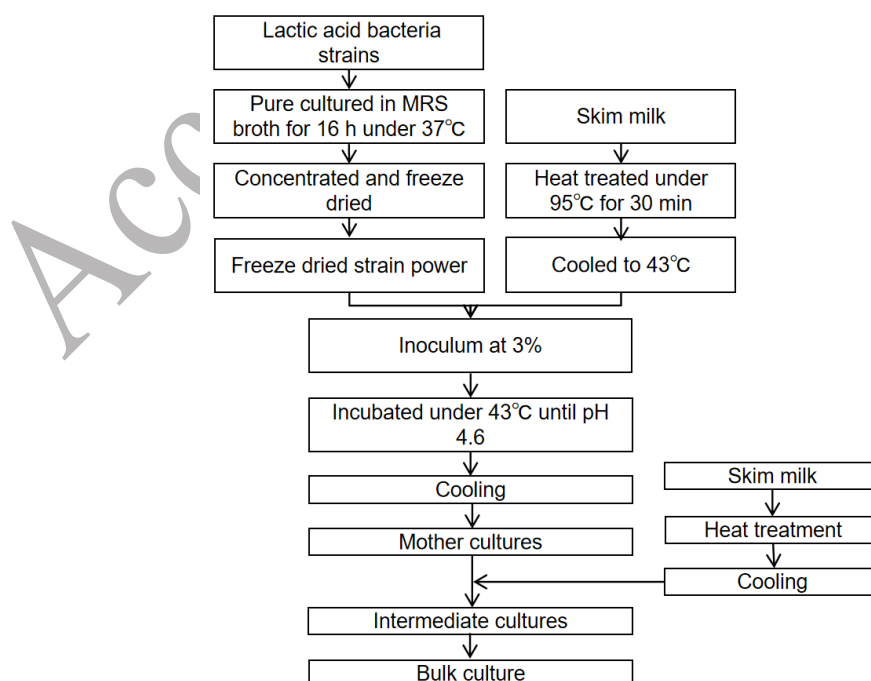 Lactic acid bacteria
strains
Pure cultured in MRS
broth for 16 h under 37℃
Skim milk
Concentrated and freeze
dried
Heat treated under
95℃ for 30 min
Freeze dried strain power
Cooled to 43℃
Inoculum at 3%
Incubated under 43℃ until pH
4.6
Cooling
Skim milk
Mother cultures
Heat treatment
Cooling
Intermediate cultures
Bulk culture
Acc